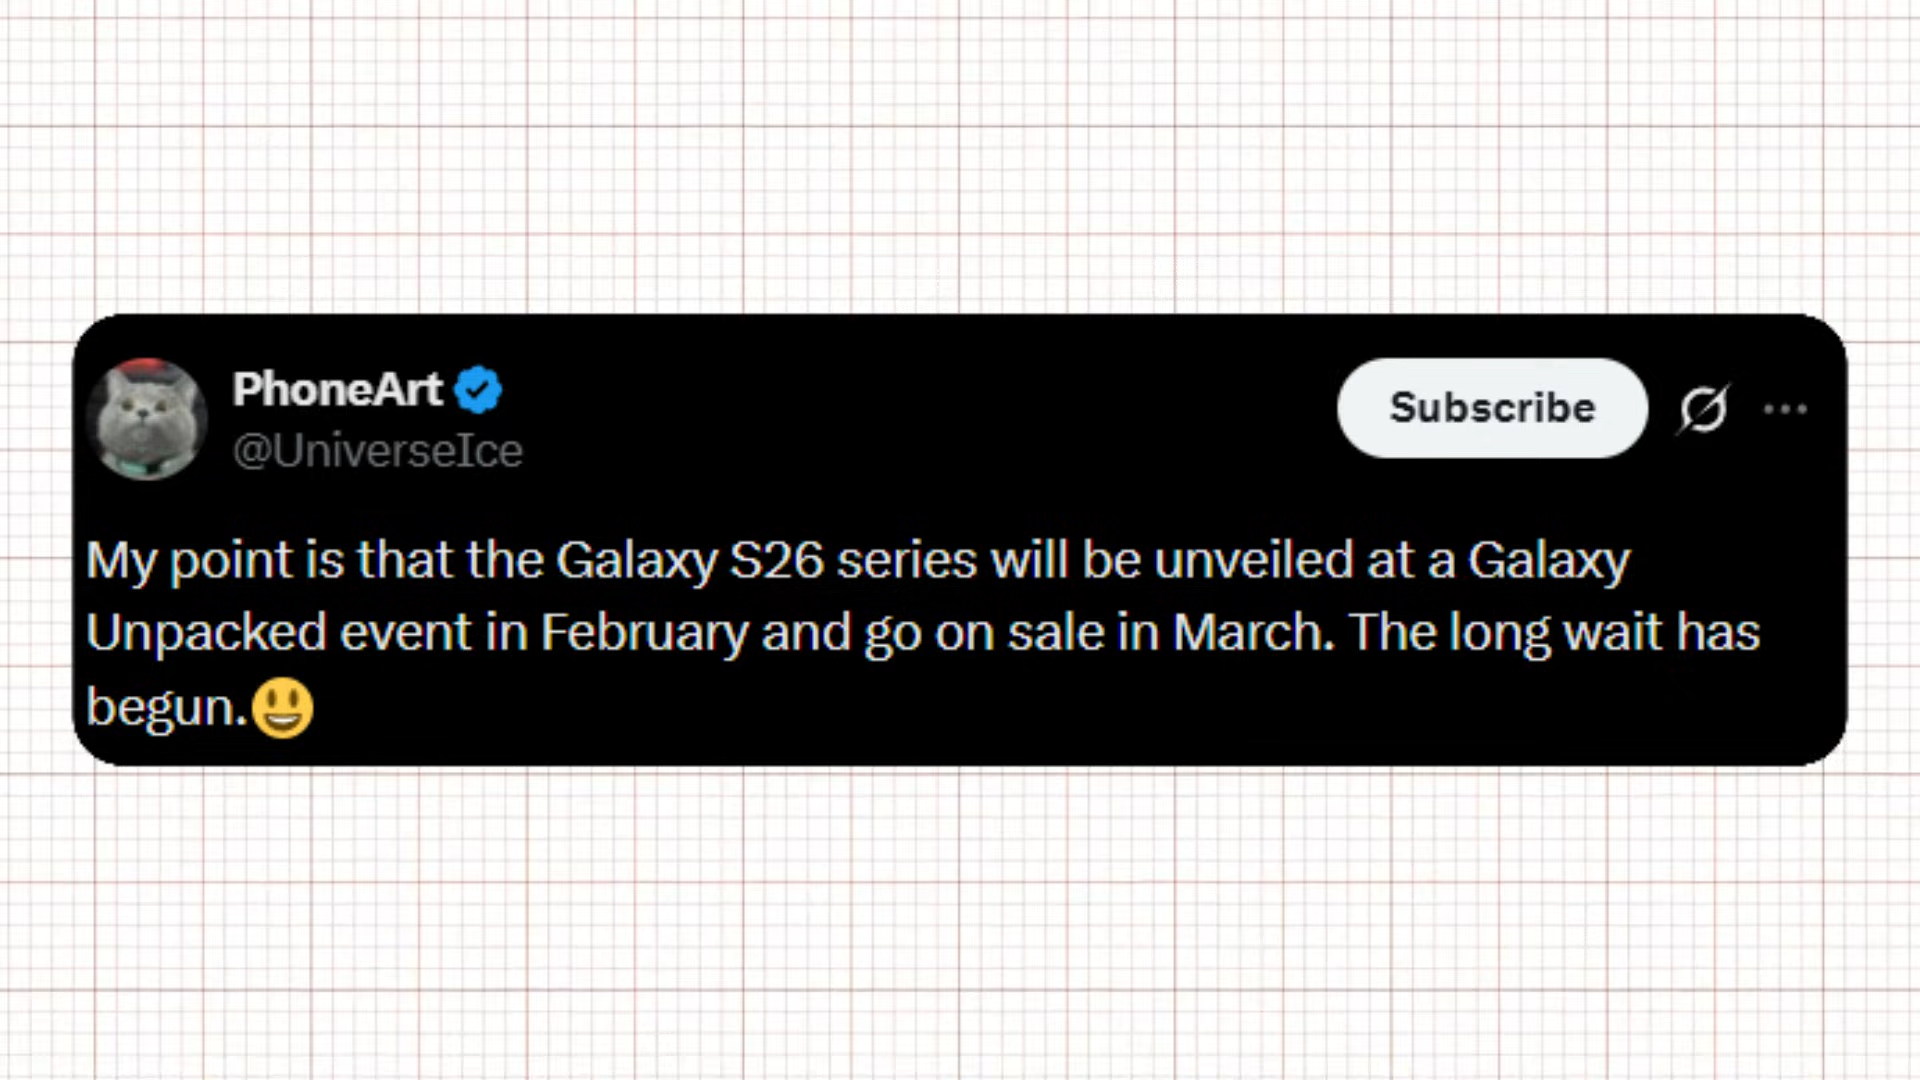 PhoneArt
@UniverseIce
Subscribe
My point is that the Galaxy S26 series will be unveiled at a Galaxy
Unpacked event in February and go on sale in March. The long wait has
begun.😃